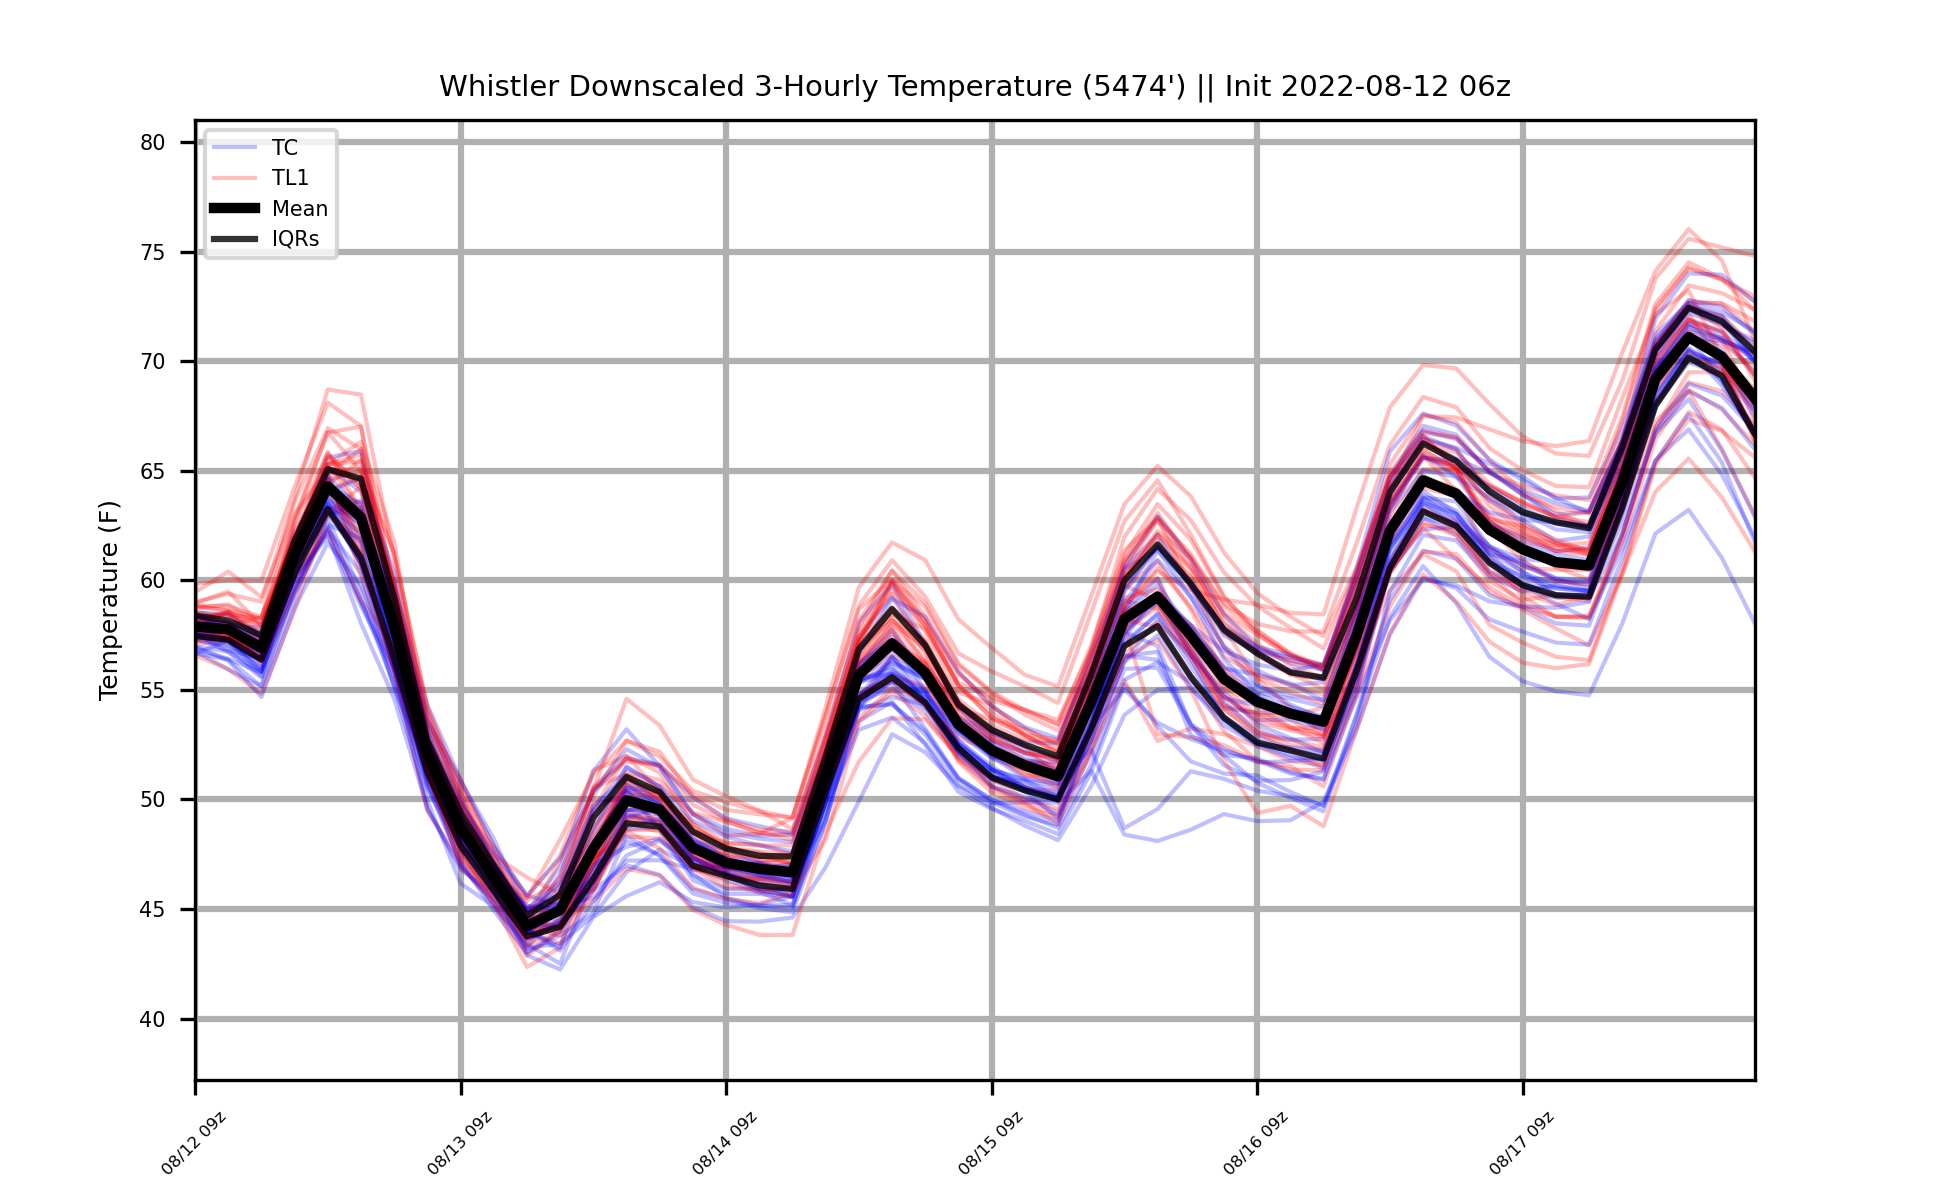 Whistler Downscaled 3-Hourly Temperature (5474') || Init 2022-08-12 06z
TC
TL1
Mean
IQRs
Temperature (F)
80
75
70
65
60
55
50
45
40
08/12 09z
08/13 09z
08/14 09z
08/15 09z
08/16 09z
08/17 09z